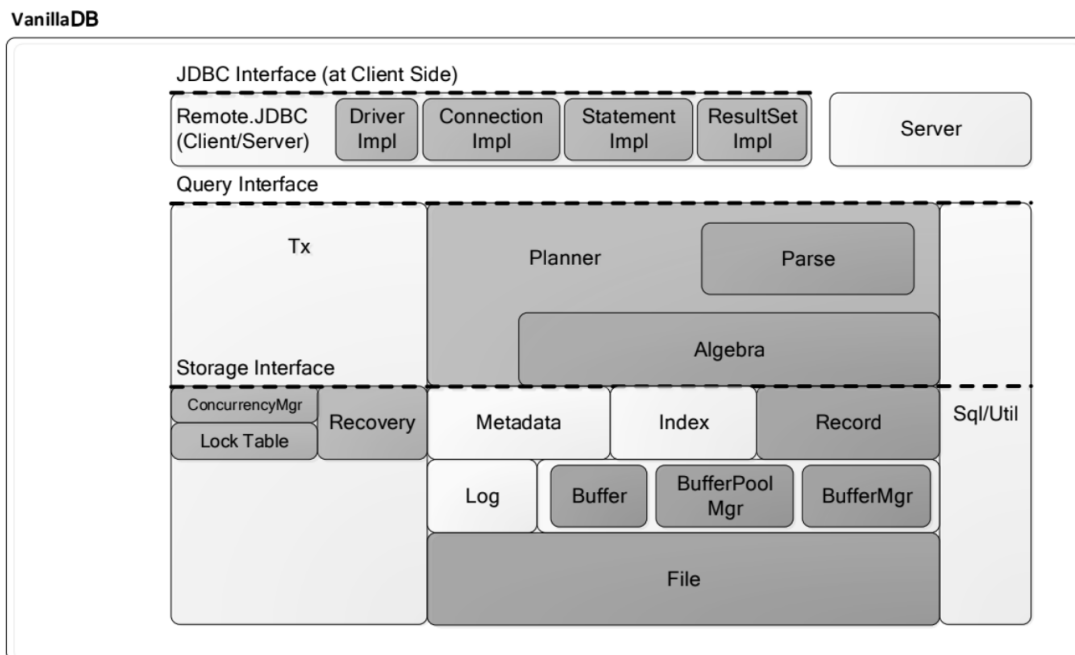 VanillaDB
JDBC Interface (at Client Side)
Remote.JDBC
(Client/Server)
Driver
Impl
Connection
Impl
Statement
Impl
ResultSet
Impl
Server
Query Interface
Tx
Planner
Parse
Algebra
Storage Interface
ConcurrencyMgr
Lock Table
Recovery
Metadata
Index
Record
Sql/Util
Log
Buffer
BufferPool
Mgr
BufferMgr
File